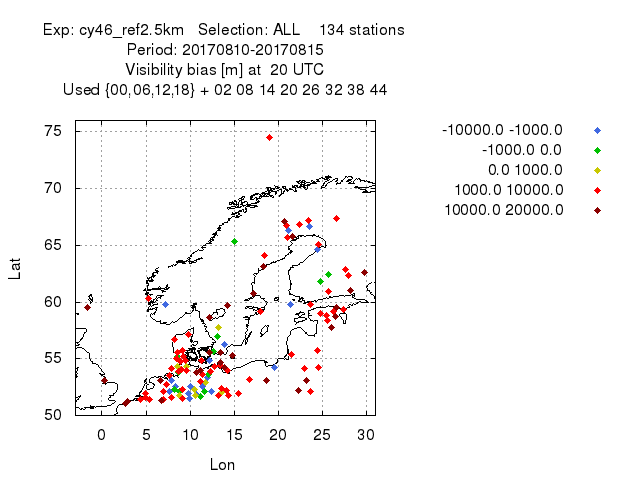 Exp: cy46_ref2.5km Selection: ALL 134 stations
Period: 20170810-20170815
Visibility bias [m] at 20 UTC
Used {00,06,12,18} + 02 08 14 20 26 32 38 44
-10000.0 -1000.0
-1000.0 0.0
0.0 1000.0
1000.0 10000.0
10000.0 20000.0
75
70
65
60
55
50
Lat
0 5 10 15 20 25 30
Lon